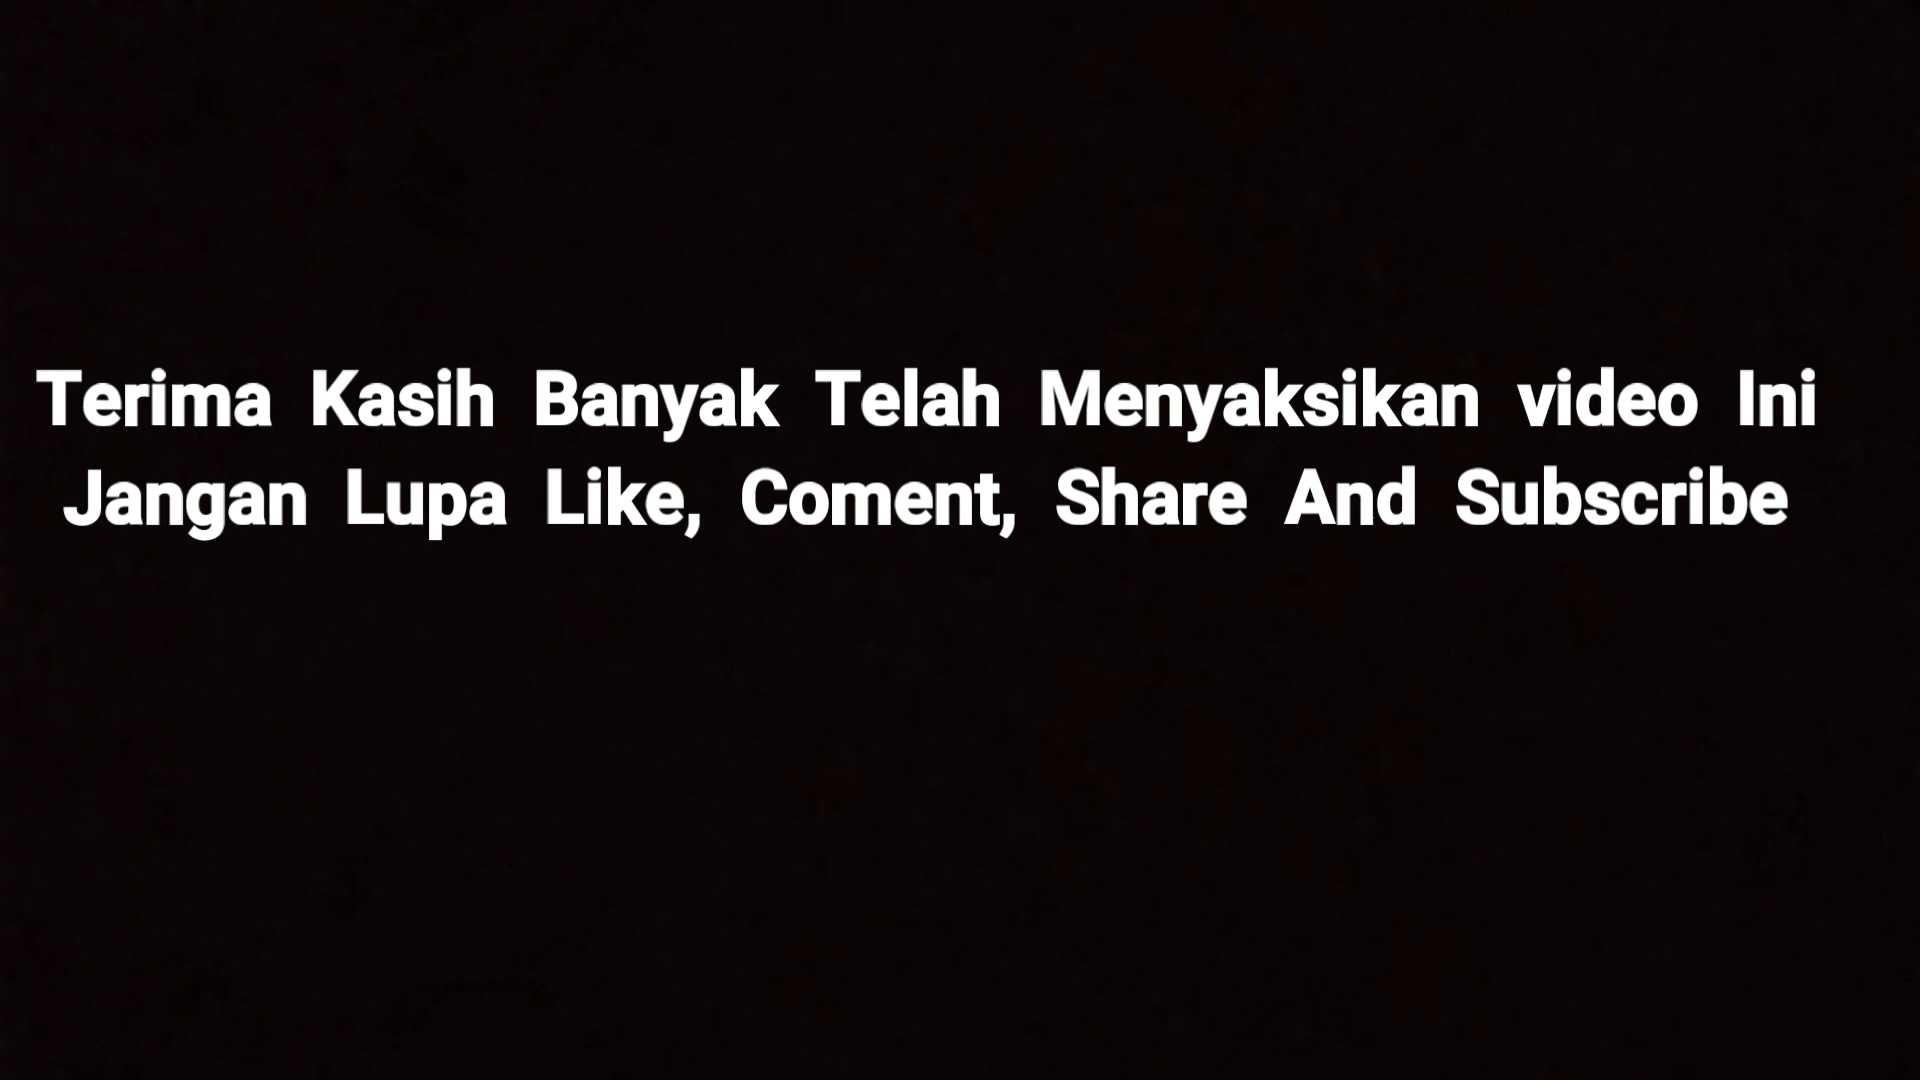 Terima Kasih Banyak Telah Menyaksikan video Ini
Jangan Lupa Like, Coment, Share And Subscribe